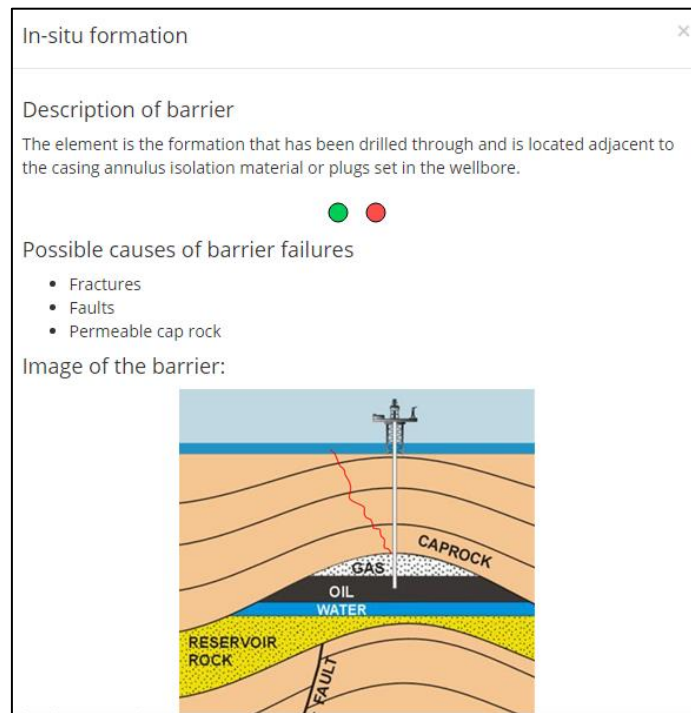 In-situ formation
×
Description of barrier
The element is the formation that has been drilled through and is located adjacent to
the casing annulus isolation material or plugs set in the wellbore.
Possible causes of barrier failures
• Fractures
• Faults
• Permeable cap rock
Image of the barrier:
CAPROCK
GAS
OIL
WATER
RESERVOIR
ROCK
FAULT